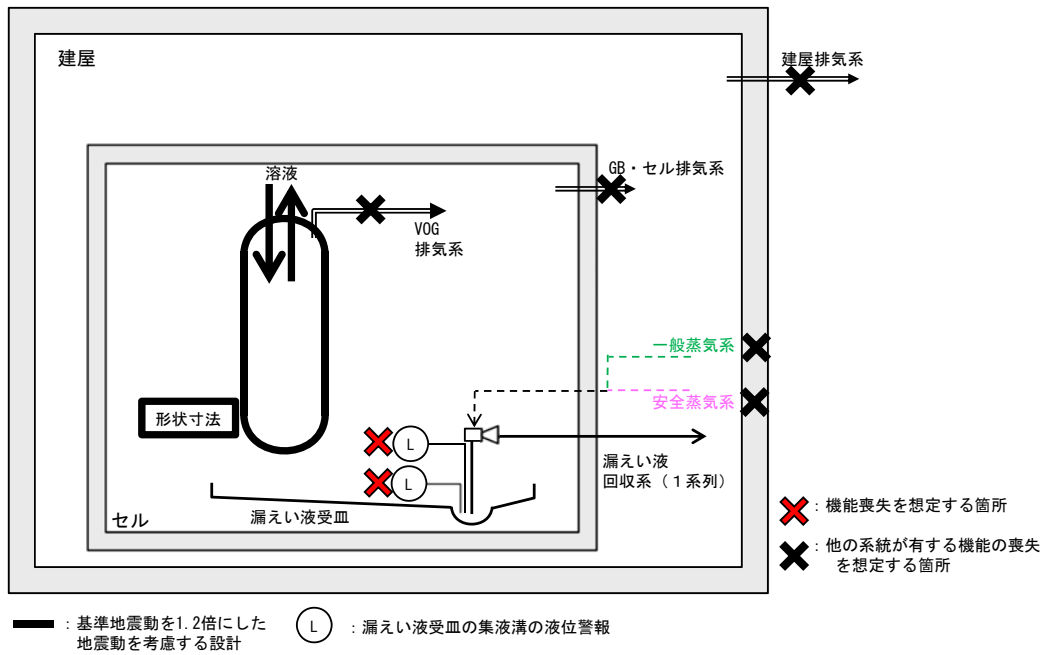 建屋
建屋排気系
GB・セル排気系
溶液
VOG
排気系
一般蒸気系
安全蒸気系
形状寸法
L
L
漏えい液
回収系（１系列）
漏えい液受皿
セル
：機能喪失を想定する箇所
：他の系統が有する機能の喪失
を想定する箇所
：基準地震動を1.2倍にした
地震動を考慮する設計
L
：漏えい液受皿の集液溝の液位警報